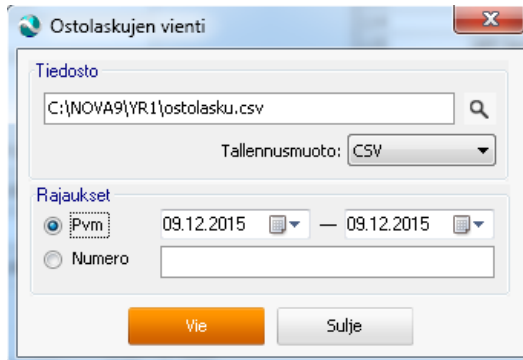 Ostolaskujen vienti
Tiedosto
C:\NOVA9\YR1\ostolasku.csv
Tallennusmuoto: CSV
Rajaukset
Pvm 09.12.2015 — 09.12.2015
Numero
Vie Sulje